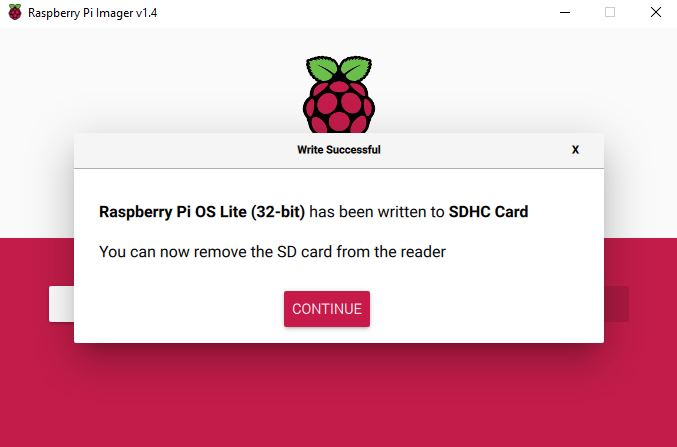 Raspberry Pi Imager v1.4
Write Successful X
Raspberry Pi OS Lite (32-bit) has been written to SDHC Card
You can now remove the SD card from the reader
CONTINUE